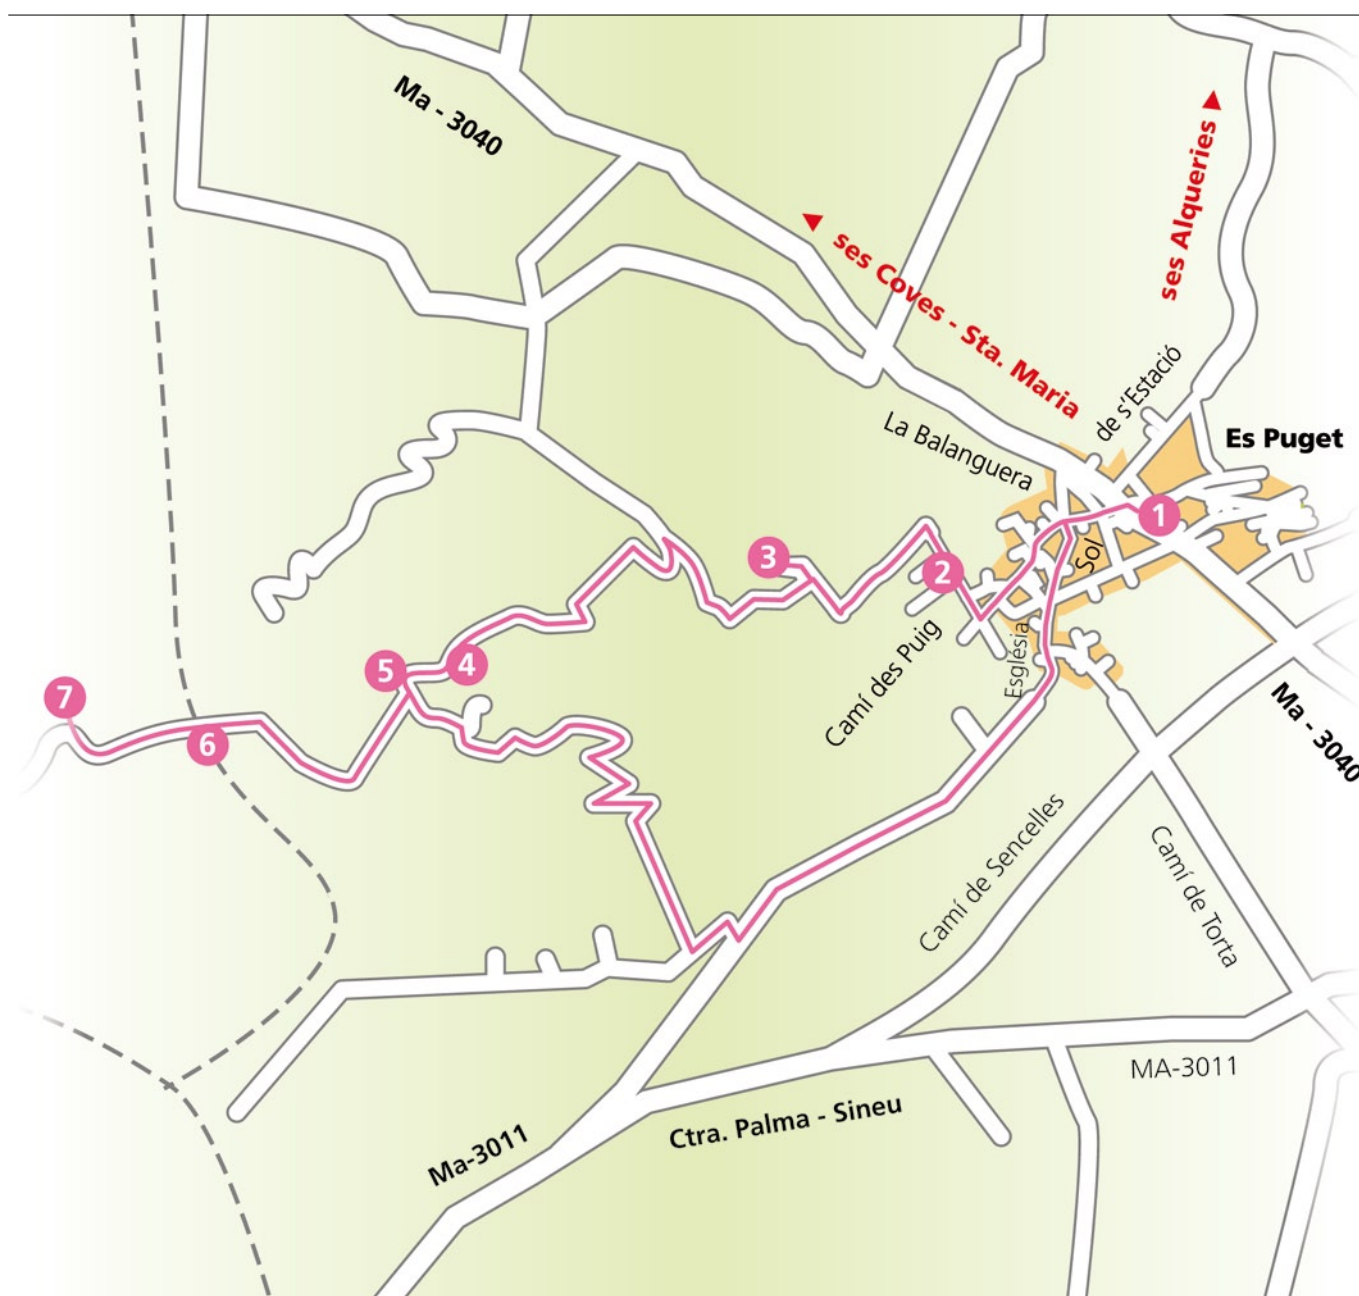 Ma - 3040
ses Alqueries
ses Coves - Sta. Maria
de s'Estació
La Balanguera
Es Puget
1
Sol
3
2
Església
Camí des Puig
4
5
7
6
Ma - 3040
Camí de Sencelles
Camí de Torta
MA-3011
Ctra. Palma - Sineu
Ma-3011